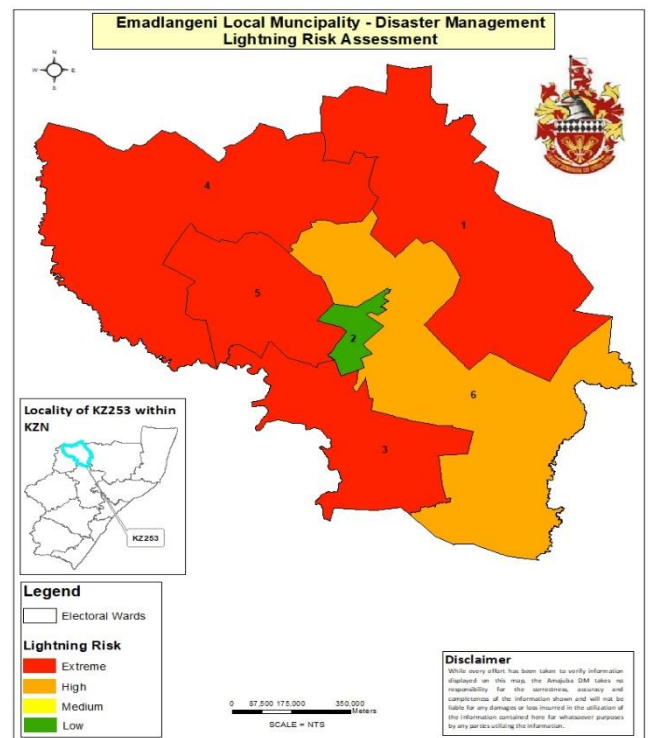 Emadlangeni Local Muncipality - Disaster Management
Lightning Risk Assessment
N
W
E
S
4
1
5
2
6
3
Locality of KZ253 within
KZN
KZ253
Legend
Electoral Wards
Lightning Risk
Extreme
High
Medium
Low
0 87,500 175,000 350,000
Meters
SCALE = NTS
Disclaimer
While every effort has been taken to verify information
displayed on this map, the Amajuba DM takes no
responsibility for the correctness, accuracy and
completeness of the information shown and will not be
liable for any damages or loss incurred in the utilization of
the information contained here for whatsoever purposes
by any parties utilizing the information.